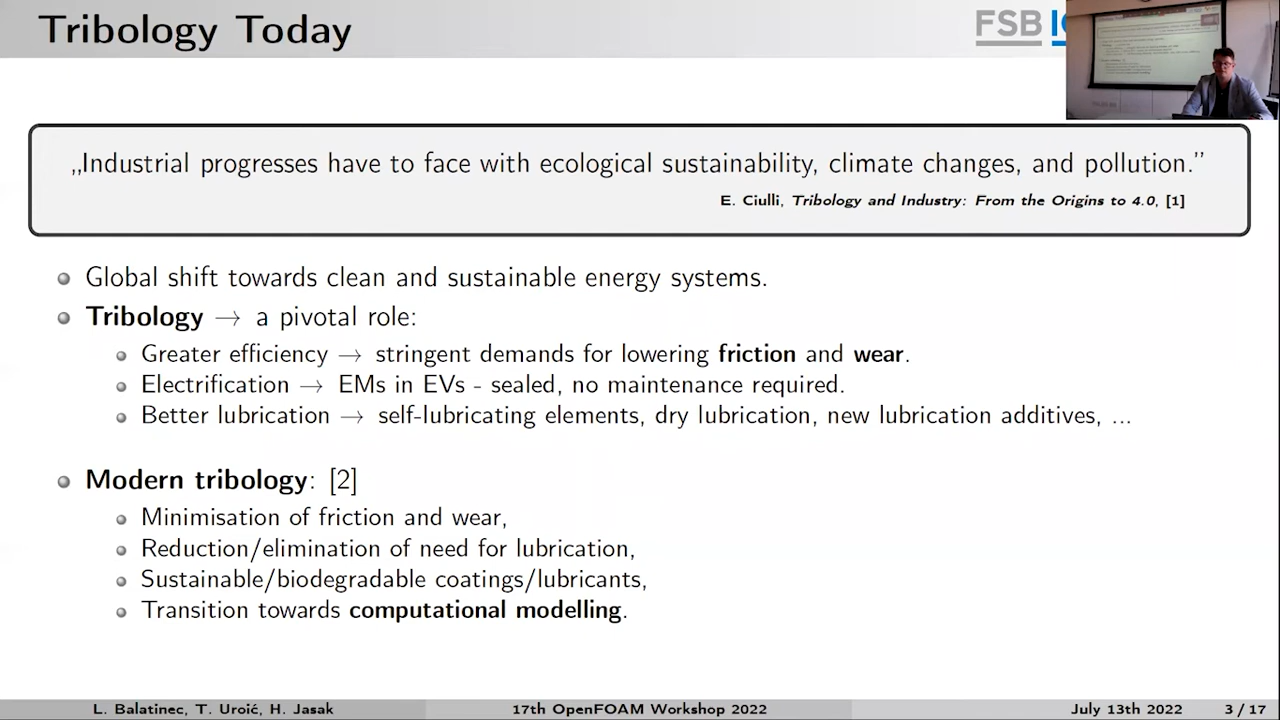 Tribology Today
FSB
„Industrial progresses have to face with ecological sustainability, climate changes, and pollution.”
E. Ciulli, Tribology and Industry: From the Origins to 4.0, [1]
Global shift towards clean and sustainable energy systems.
Tribology → a pivotal role:
Greater efficiency → stringent demands for lowering friction and wear.
Electrification → EMs in EVs - sealed, no maintenance required.
Better lubrication → self-lubricating elements, dry lubrication, new lubrication additives, ...
Modern tribology: [2]
Minimisation of friction and wear,
Reduction/elimination of need for lubrication,
Sustainable/biodegradable coatings/lubricants,
Transition towards computational modelling.
L. Balatinec, T. Uroić, H. Jasak 17th OpenFOAM Workshop 2022 July 13th 2022 3 / 17